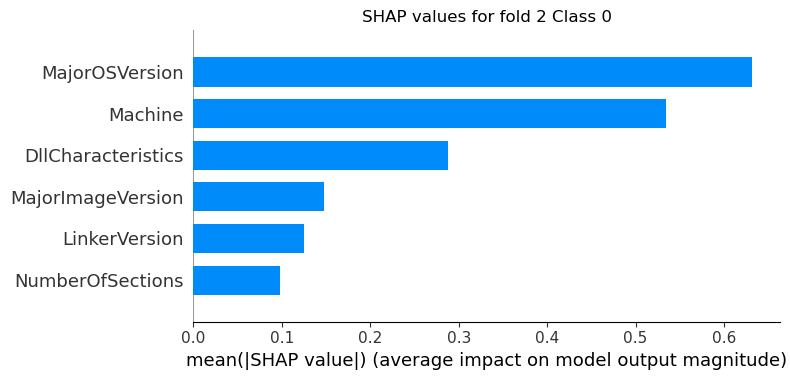 SHAP values for fold 2 Class 0
MajorOSVersion
Machine
DllCharacteristics
MajorImageVersion
LinkerVersion
NumberOfSections
0.0 0.1 0.2 0.3 0.4 0.5 0.6
mean(|SHAP value|) (average impact on model output magnitude)